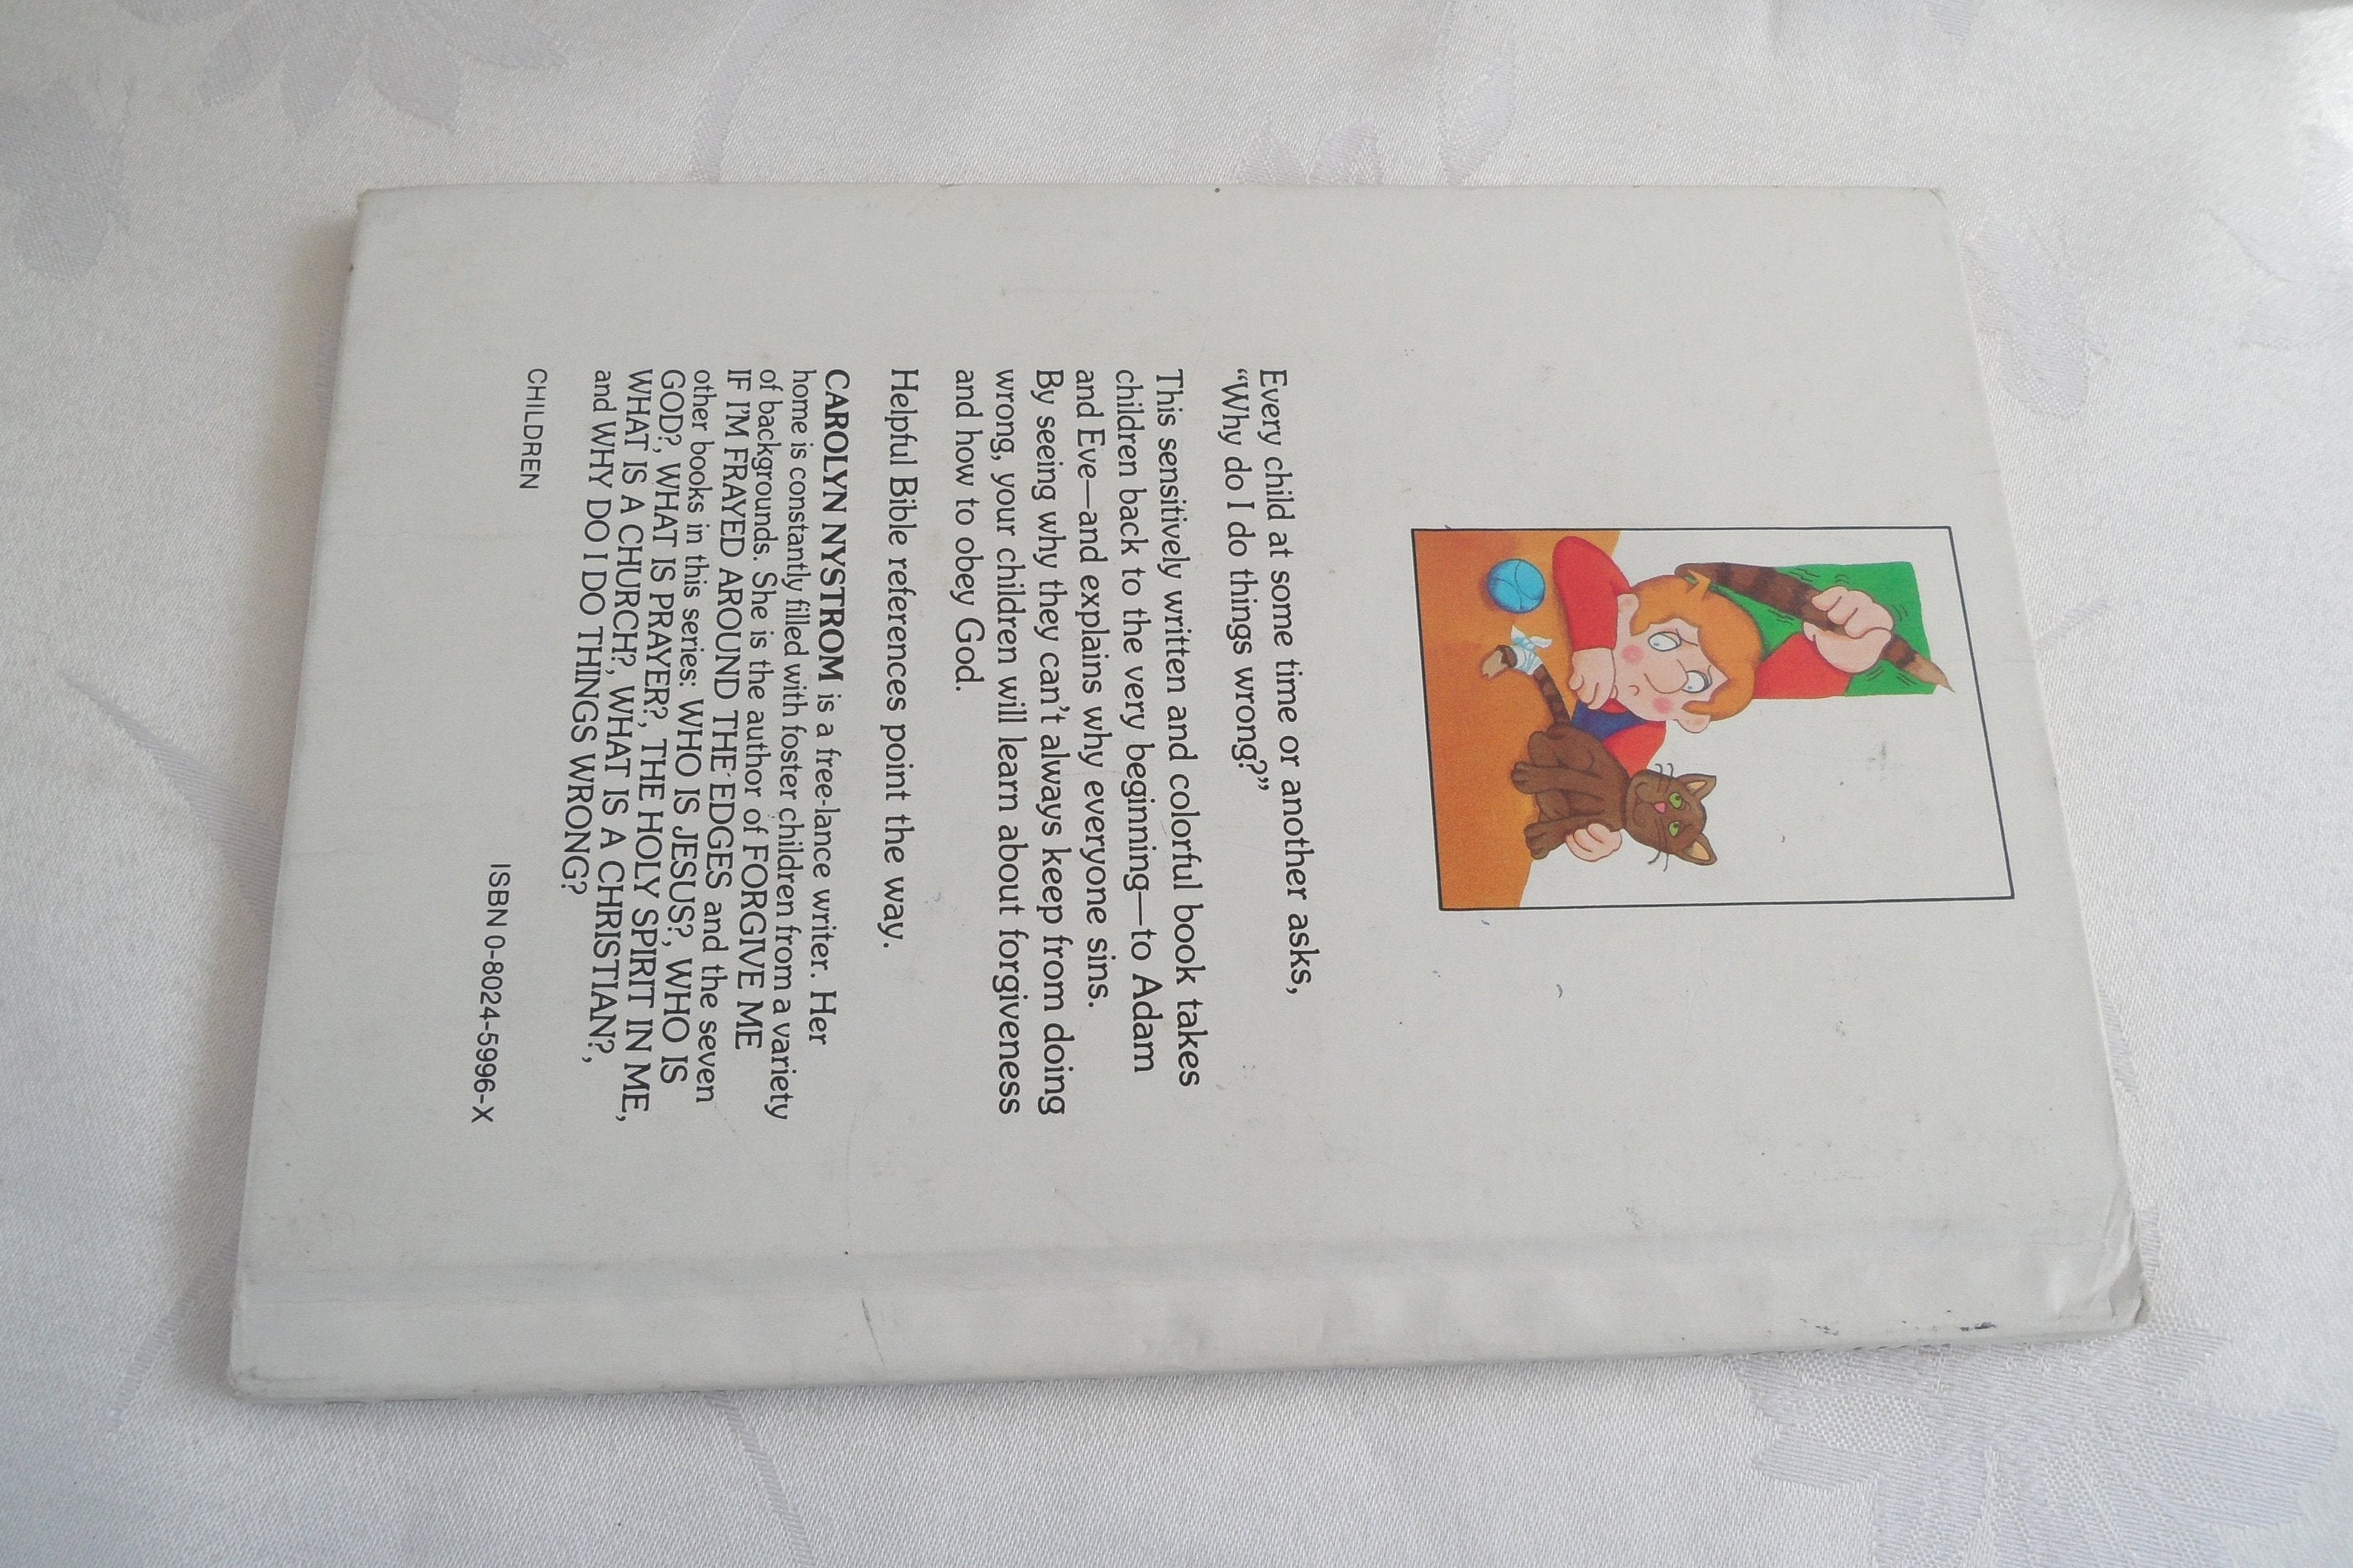 Every child at some time or another asks,
“Why do I do things wrong?”
This sensitively written and colorful book takes
children back to the very beginning—to Adam
and Eve—and explains why everyone sins.
By seeing why they can’t always keep from doing
wrong, your children will learn about forgiveness
and how to obey God.
Helpful Bible references point the way.
CAROLYN NYSTROM is a free-lance writer. Her
home is constantly filled with foster children from a variety
of backgrounds. She is the author of FORGIVE ME
IF I’M FRAYED AROUND THE EDGES and the seven
other books in this series: WHO IS JESUS?, WHO IS
GOD?, WHAT IS PRAYER?, THE HOLY SPIRIT IN ME,
WHAT IS A CHURCH?, WHAT IS A CHRISTIAN?,
and WHY DO I DO THINGS WRONG?
CHILDREN
ISBN 0-8024-5996-X